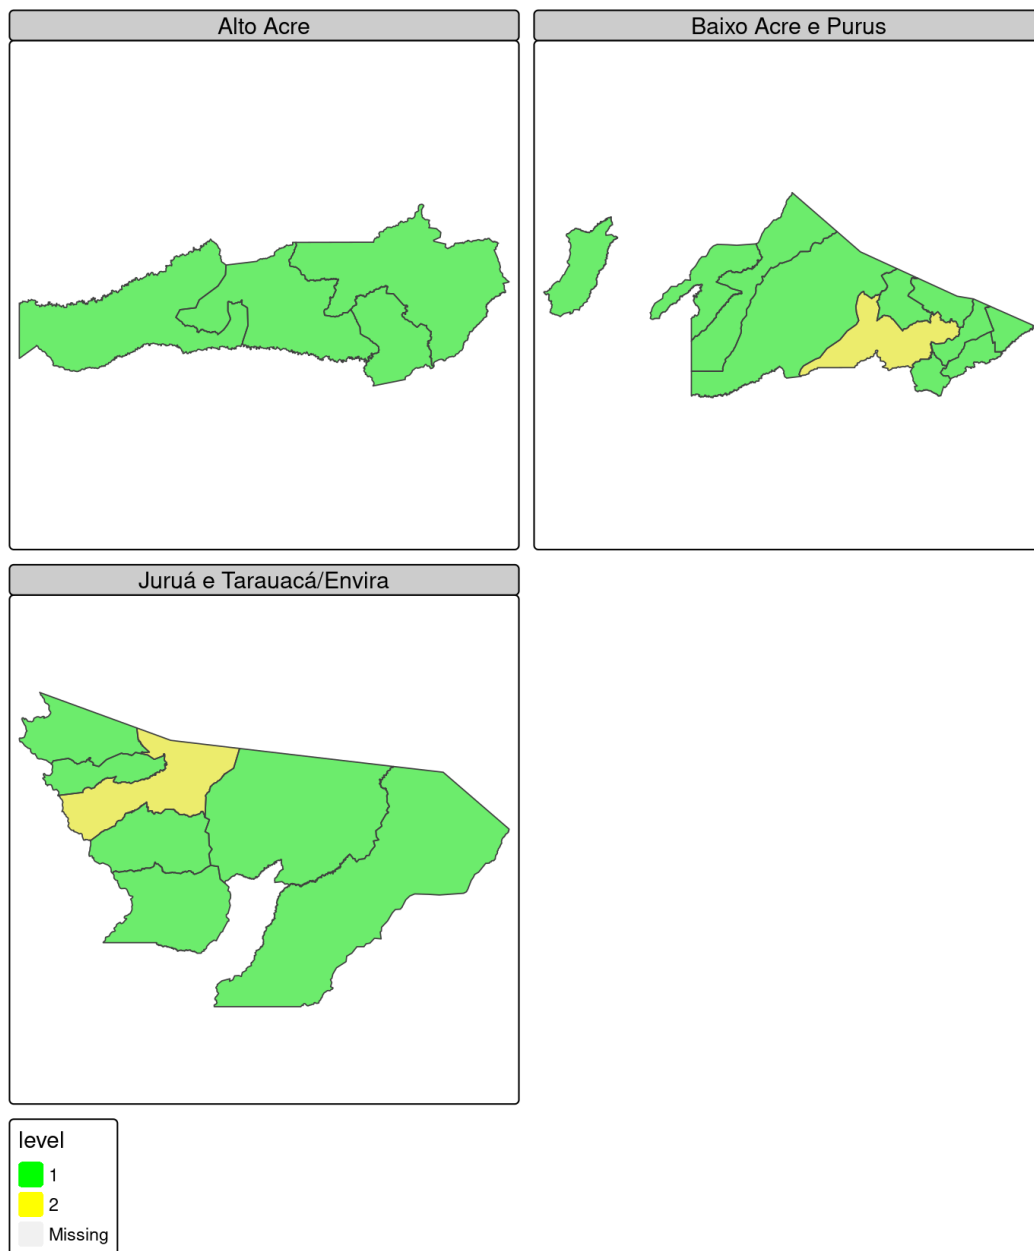 Alto Acre
Baixo Acre e Purus
Juruá e Tarauacá/Envira
level
1
2
Missing